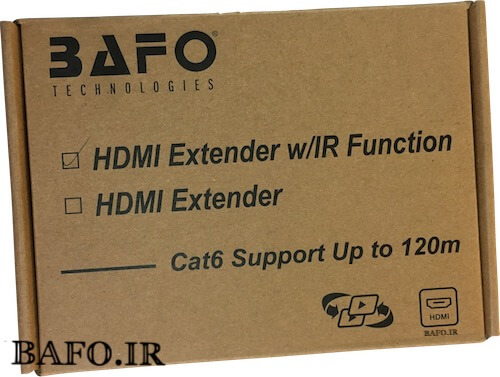 BAFO®
TECHNOLOGIES
HDMI Extender w/IR Function
HDMI Extender
Cat6 Support Up to 120m
HDMI
BAFO.IR
BAFO.IR